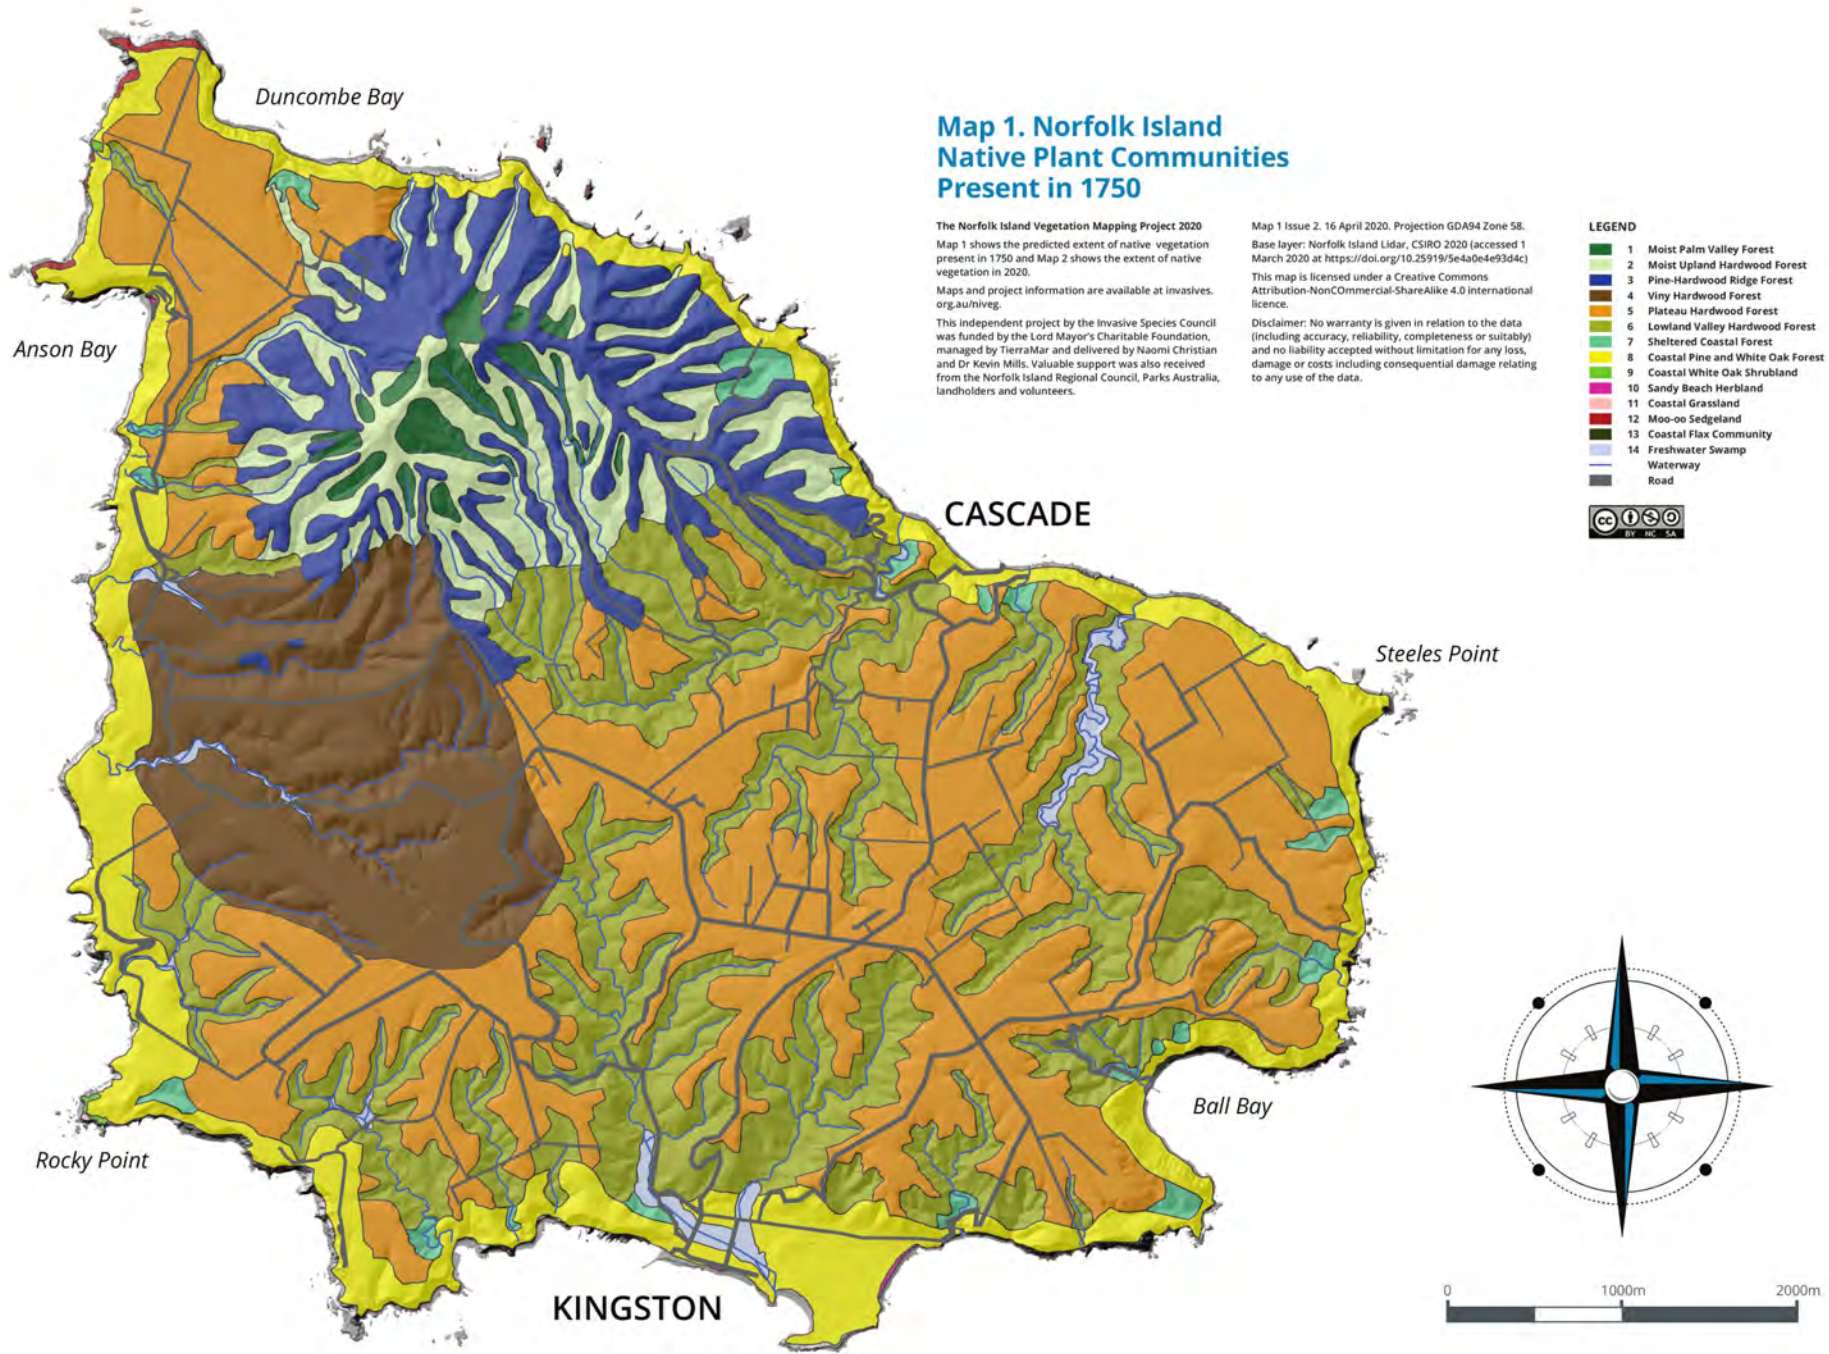 Duncombe Bay
Map 1. Norfolk Island
Native Plant Communities
Present in 1750
The Norfolk Island Vegetation Mapping Project 2020
Map 1 shows the predicted extent of native vegetation
present in 1750 and Map 2 shows the extent of native
vegetation in 2020.
Maps and project information are available at invasives.
org.au/niveg.
This independent project by the Invasive Species Council
was funded by the Lord Mayor's Charitable Foundation,
managed by TierraMar and delivered by Naomi Christian
and Dr Kevin Mills. Valuable support was also received
from the Norfolk Island Regional Council, Parks Australia,
landholders and volunteers.
Map 1 Issue 2. 16 April 2020. Projection GDA94 Zone 58.
Base layer: Norfolk Island Lidar, CSIRO 2020 (accessed 1
March 2020 at https://doi.org/10.25919/5e4a0e4e93d4c)
This map is licensed under a Creative Commons
Attribution-NonCOmmercial-ShareAlike 4.0 international
licence.
Disclaimer: No warranty is given in relation to the data
(including accuracy, reliability, completeness or suitably)
and no liability accepted without limitation for any loss,
damage or costs including consequential damage relating
to any use of the data.
LEGEND
1 Moist Palm Valley Forest
2 Moist Upland Hardwood Forest
3 Pine-Hardwood Ridge Forest
4 Viny Hardwood Forest
5 Plateau Hardwood Forest
6 Lowland Valley Hardwood Forest
7 Sheltered Coastal Forest
8 Coastal Pine and White Oak Forest
9 Coastal White Oak Shrubland
10 Sandy Beach Herbland
11 Coastal Grassland
12 Moo-oo Sedgeland
13 Coastal Flax Community
14 Freshwater Swamp
Waterway
Road
cc
BY NC SA
Anson Bay
CASCADE
Steeles Point
Ball Bay
Rocky Point
KINGSTON
0 1000m 2000m